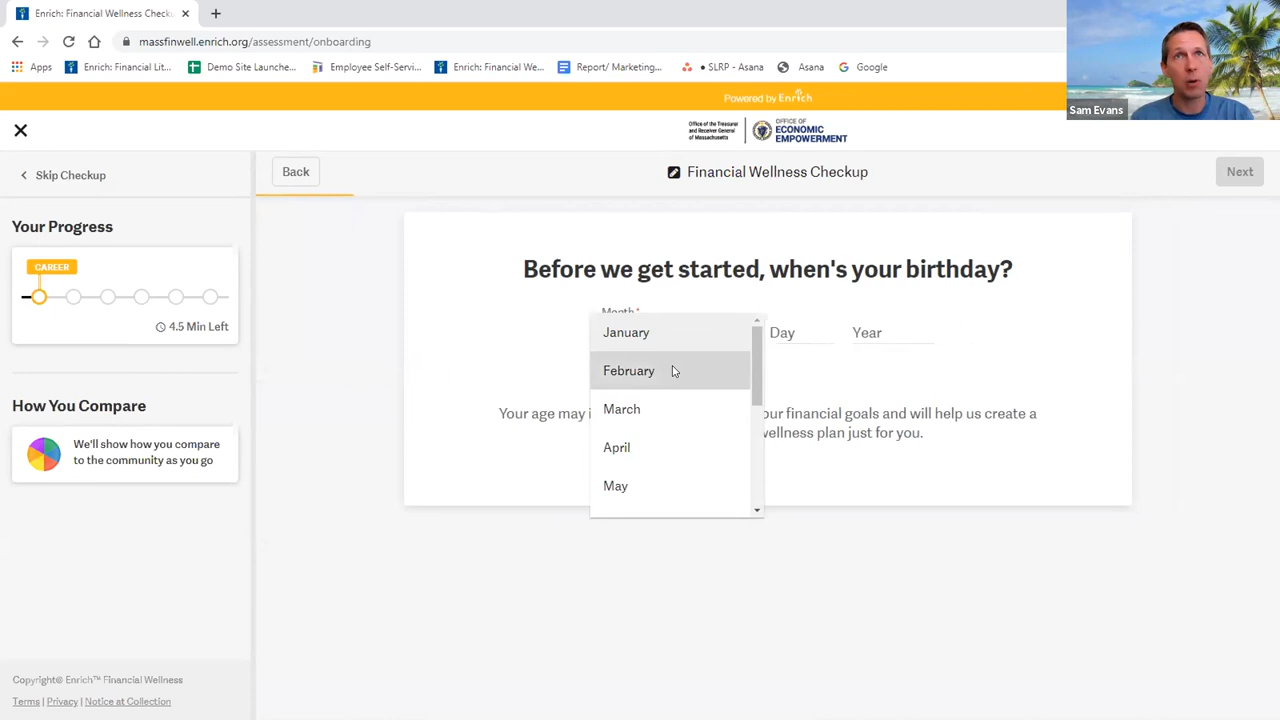 Enrich: Financial Wellness Check
massfinwell.enrich.org/assessment/onboarding
Apps
Enrich: Financial Lit...
Demo Site Launche...
Employee Self-Servi...
Enrich Financial We...
Report/ Marketing...
• SLRP - Asana
Asana
Google
Sam Evans
Powered by Enrich
Office of the Treasurer
and Receiver General
of Massachusetts
OFFICE OF
ECONOMIC
EMPOWERMENT
Skip Checkup
Back
Financial Wellness Checkup
Next
Your Progress
CAREER
4.5 Min Left
How You Compare
We'll show how you compare
to the community as you go
Before we get started, when's your birthday?
Month*
January
February
March
April
May
Day
Year
Your age may i
our financial goals and will help us create a
wellness plan just for you.
Copyright© Enrich™ Financial Wellness
Terms | Privacy | Notice at Collection